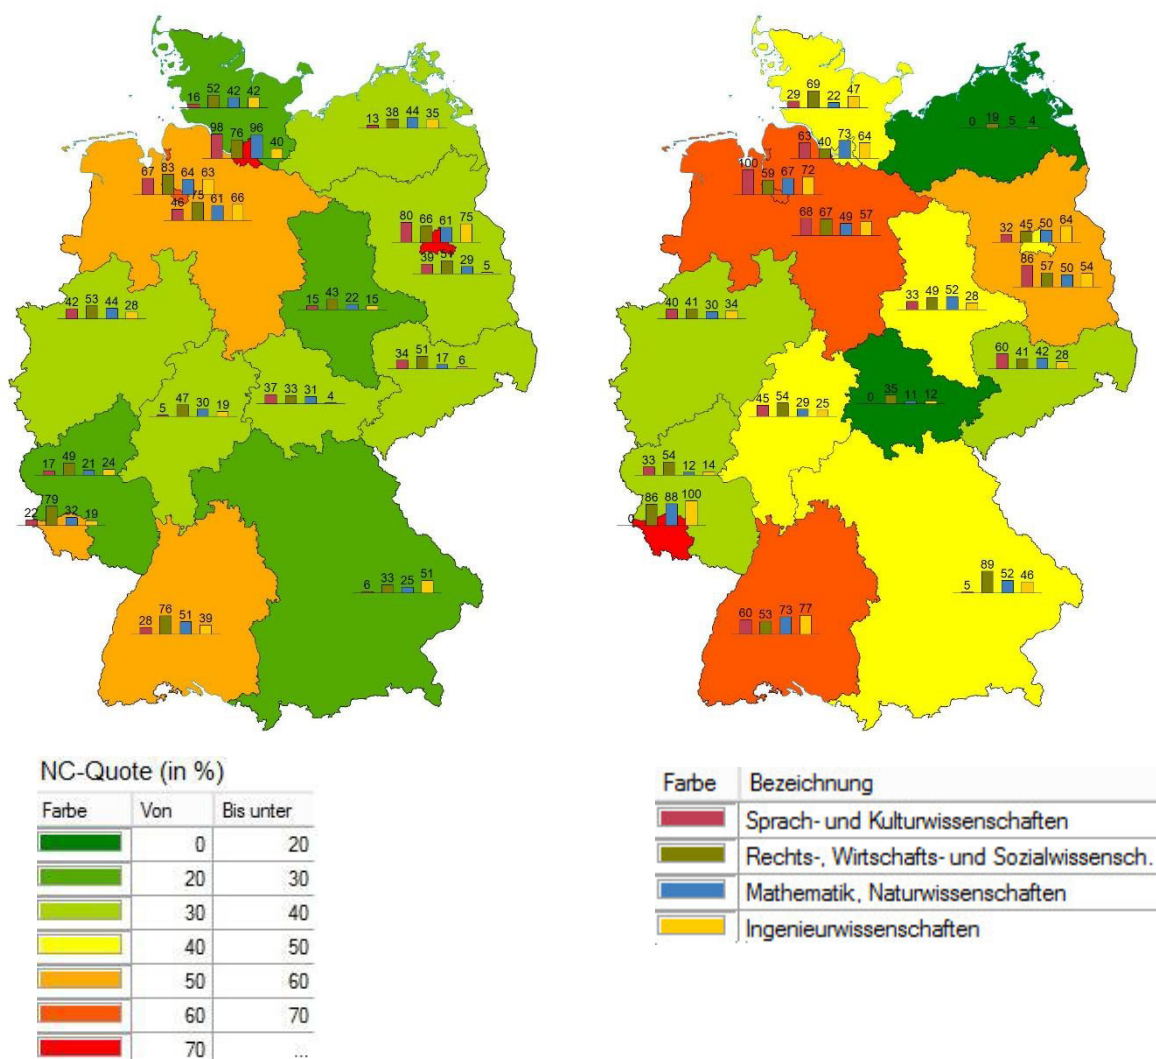 16 52 42 42
98 76 96 40
13 38 44 35
67 83 64 63
46 75 61 66
80 66 61 75
39 51 29 5
15 43 22 15
42 53 44 28
34 51 17 6
37 33 31 4
5 47 30 19
17 49 21 24
22 79 32 19
6 33 25 51
28 76 51 39
29 69 22 47
63 40 73 64
0 19 5 4
100 59 67 72
68 67 49 57
32 45 50 64
86 57 50 54
33 49 52 28
40 41 30 34
60 41 42 28
0 35 11 12
45 54 29 25
33 54 12 14
0 86 88 100
5 89 52 46
60 53 73 77
NC-Quote (in %)
Farbe Von Bis unter
0 20
20 30
30 40
40 50
50 60
60 70
70 ...
Farbe Bezeichnung
Sprach- und Kulturwissenschaften
Rechts-, Wirtschafts- und Sozialwissensch.
Mathematik, Naturwissenschaften
Ingenieurwissenschaften